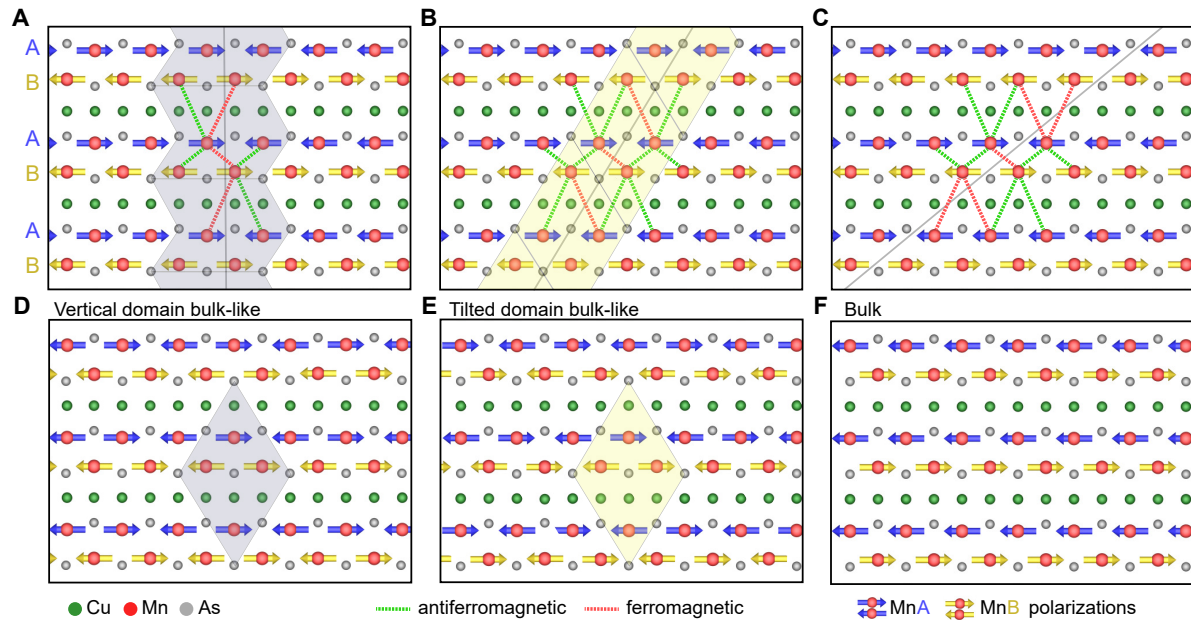 A B C
A
B
A
B
A
B
D Vertical domain bulk-like E Tilted domain bulk-like F Bulk
Cu Mn As antiferromagnetic ferromagnetic MnA MnB polarizations